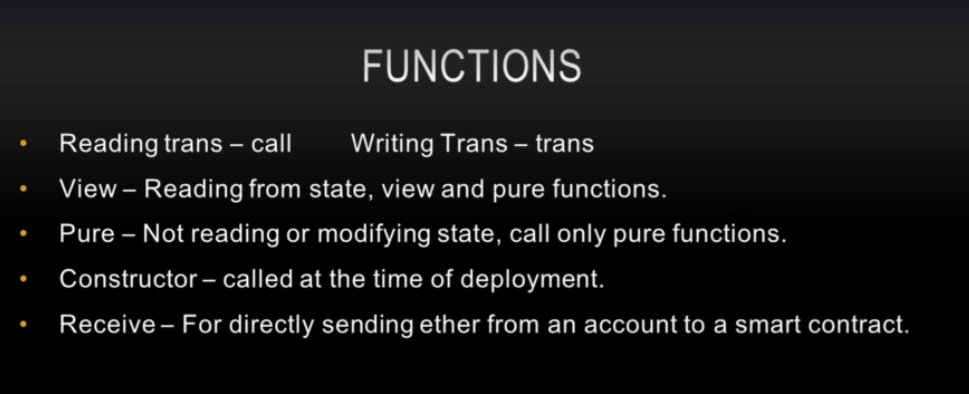 FUNCTIONS
• Reading trans – call Writing Trans – trans
• View – Reading from state, view and pure functions.
• Pure – Not reading or modifying state, call only pure functions.
• Constructor – called at the time of deployment.
• Receive – For directly sending ether from an account to a smart contract.